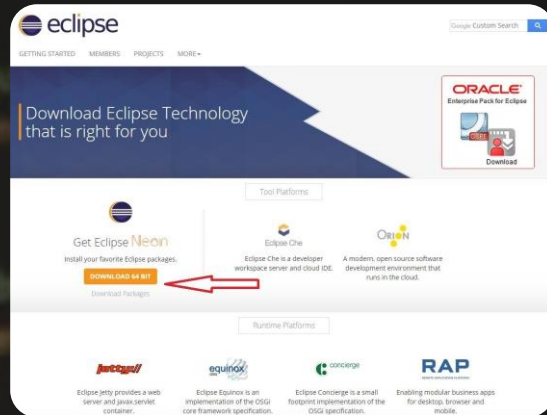 eclipse
Google Custom Search
GETTING STARTED MEMBERS PROJECTS MORE
Download Eclipse Technology
that is right for you
ORACLE
Enterprise Pack for Eclipse
Download
Tool Platforms
Get Eclipse Neon
Install your favorite Eclipse packages.
DOWNLOAD 64 BIT
Download Packages
Eclipse Che
Eclipse Che is a developer
workspace server and cloud IDE.
ORION
A modern, open source software
development environment that
runs in the cloud.
Runtime Platforms
jetty://
Eclipse Jetty provides a web
server and javax.servlet
container.
equinox
OSGi
Eclipse Equinox is an
implementation of the OSGi
core framework specification.
concierge
Eclipse Concierge is a small
footprint implementation of the
OSGi specification.
RAP
REMOTE APPLICATION PLATFORM
Enabling modular business apps
for desktop, browser and
mobile.